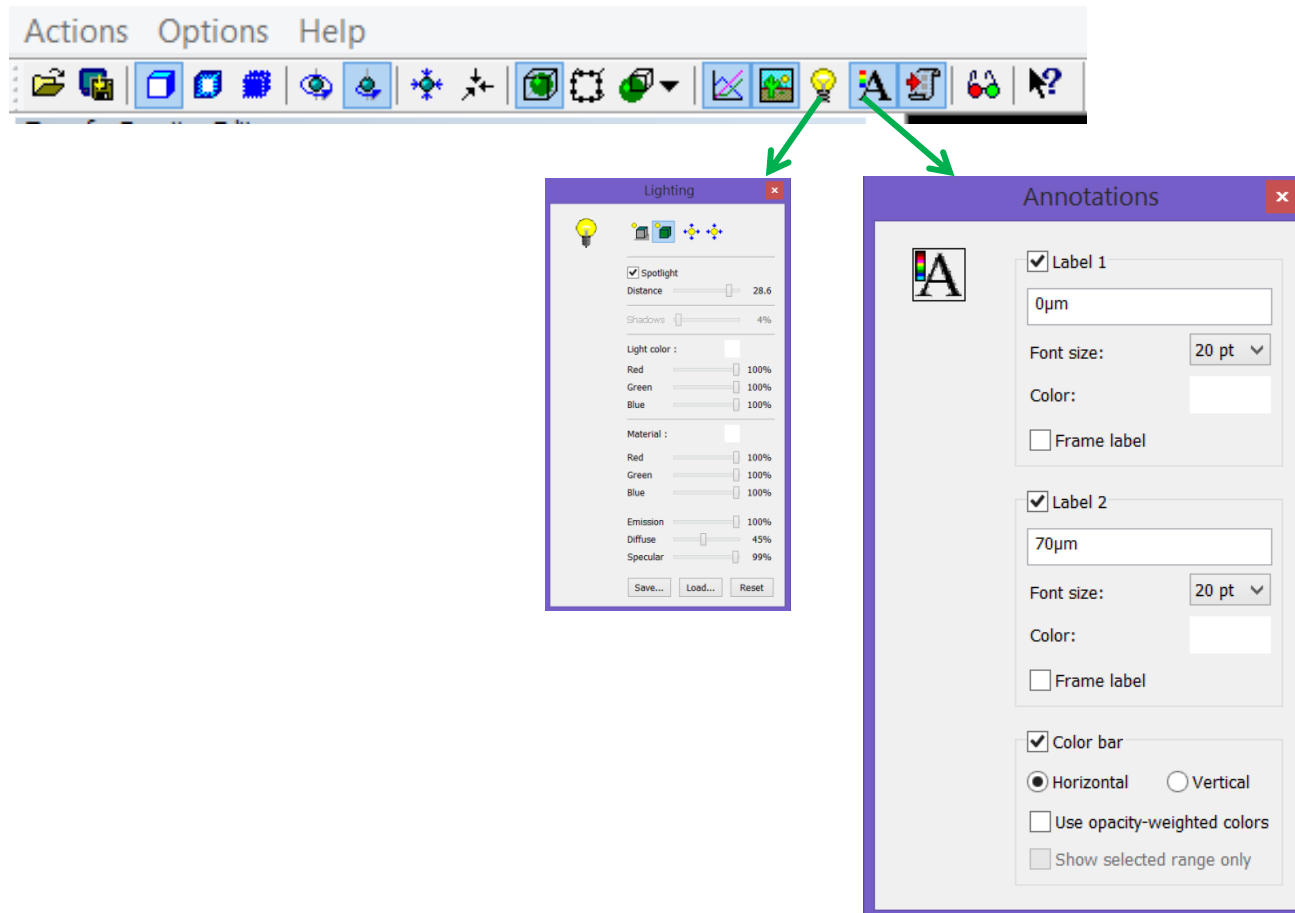 Actions Options Help
Lighting
Spotlight
Distance 28.6
Shadows 4%
Light color :
Red 100%
Green 100%
Blue 100%
Material :
Red 100%
Green 100%
Blue 100%
Emission 100%
Diffuse 45%
Specular 99%
Save... Load... Reset
Annotations
A
Label 1
0µm
Font size: 20 pt
Color:
Frame label
Label 2
70µm
Font size: 20 pt
Color:
Frame label
Color bar
Horizontal Vertical
Use opacity-weighted colors
Show selected range only